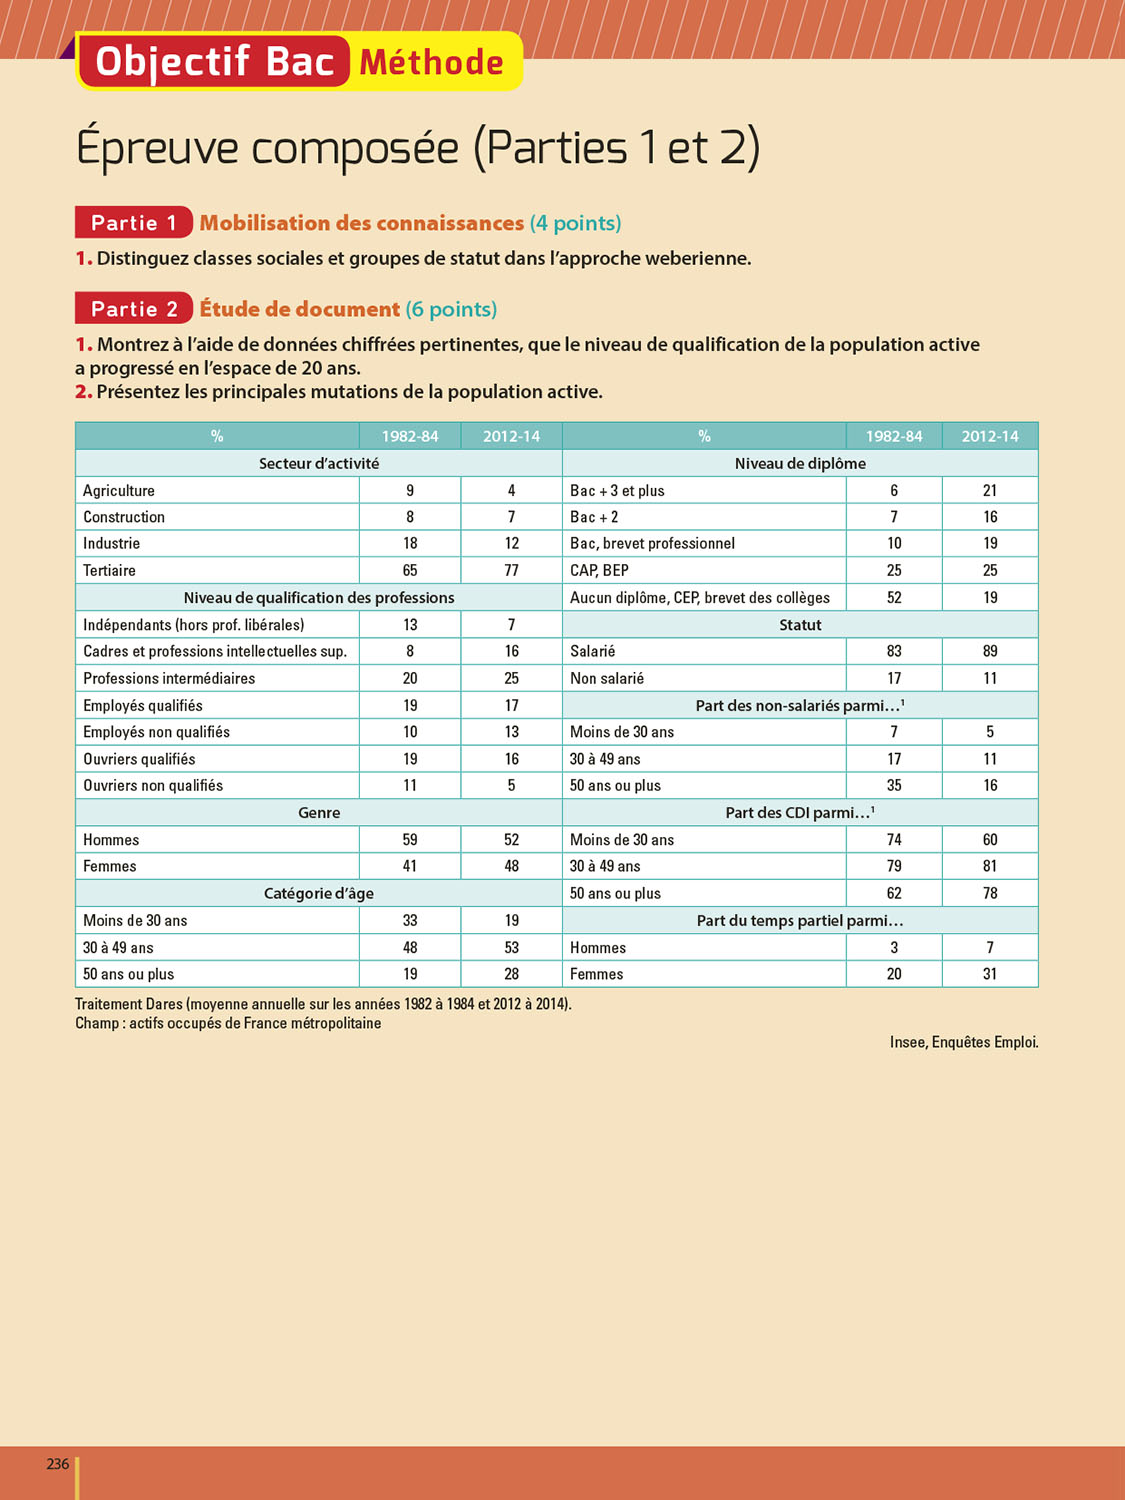 Objectif Bac Méthode
Épreuve composée (Parties 1 et 2)
Partie 1 Mobilisation des connaissances (4 points)
1. Distinguez classes sociales et groupes de statut dans l'approche weberienne.
Partie 2 Étude de document (6 points)
1. Montrez à l'aide de données chiffrées pertinentes, que le niveau de qualification de la population active
a progressé en l'espace de 20 ans.
2. Présentez les principales mutations de la population active.
% 1982-84 2012-14 % 1982-84 2012-14
Secteur d'activité Niveau de diplôme
Agriculture 9 4 Bac + 3 et plus 6 21
Construction 8 7 Bac + 2 7 16
Industrie 18 12 Bac, brevet professionnel 10 19
Tertiaire 65 77 CAP, BEP 25 25
Niveau de qualification des professions Aucun diplôme, CEP, brevet des collèges 52 19
Indépendants (hors prof. libérales) 13 7 Statut
Cadres et professions intellectuelles sup. 8 16 Salarié 83 89
Professions intermédiaires 20 25 Non salarié 17 11
Employés qualifiés 19 17 Part des non-salariés parmi…¹
Employés non qualifiés 10 13 Moins de 30 ans 7 5
Ouvriers qualifiés 19 16 30 à 49 ans 17 11
Ouvriers non qualifiés 11 5 50 ans ou plus 35 16
Genre Part des CDI parmi…¹
Hommes 59 52 Moins de 30 ans 74 60
Femmes 41 48 30 à 49 ans 79 81
Catégorie d'âge 50 ans ou plus 62 78
Moins de 30 ans 33 19 Part du temps partiel parmi…
30 à 49 ans 48 53 Hommes 3 7
50 ans ou plus 19 28 Femmes 20 31
Traitement Dares (moyenne annuelle sur les années 1982 à 1984 et 2012 à 2014).
Champ : actifs occupés de France métropolitaine
Insee, Enquêtes Emploi.
236